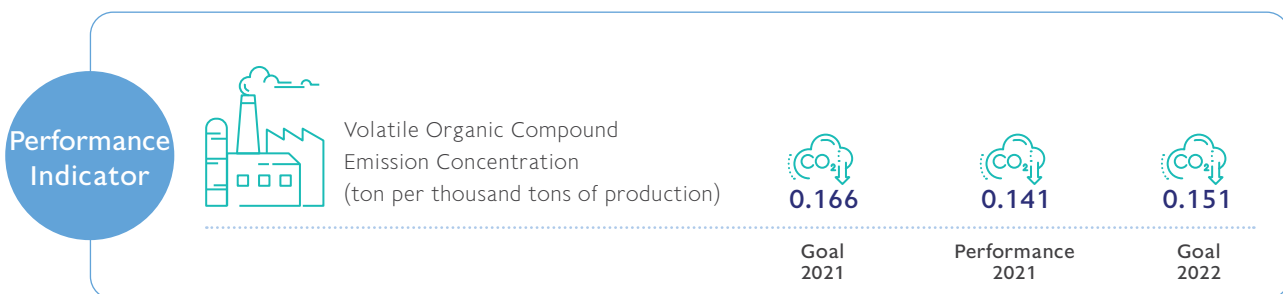 Performance
Indicator
Volatile Organic Compound
Emission Concentration
(ton per thousand tons of production)
CO₂
0.166
CO₂
0.141
CO₂
0.151
Goal
2021
Performance
2021
Goal
2022